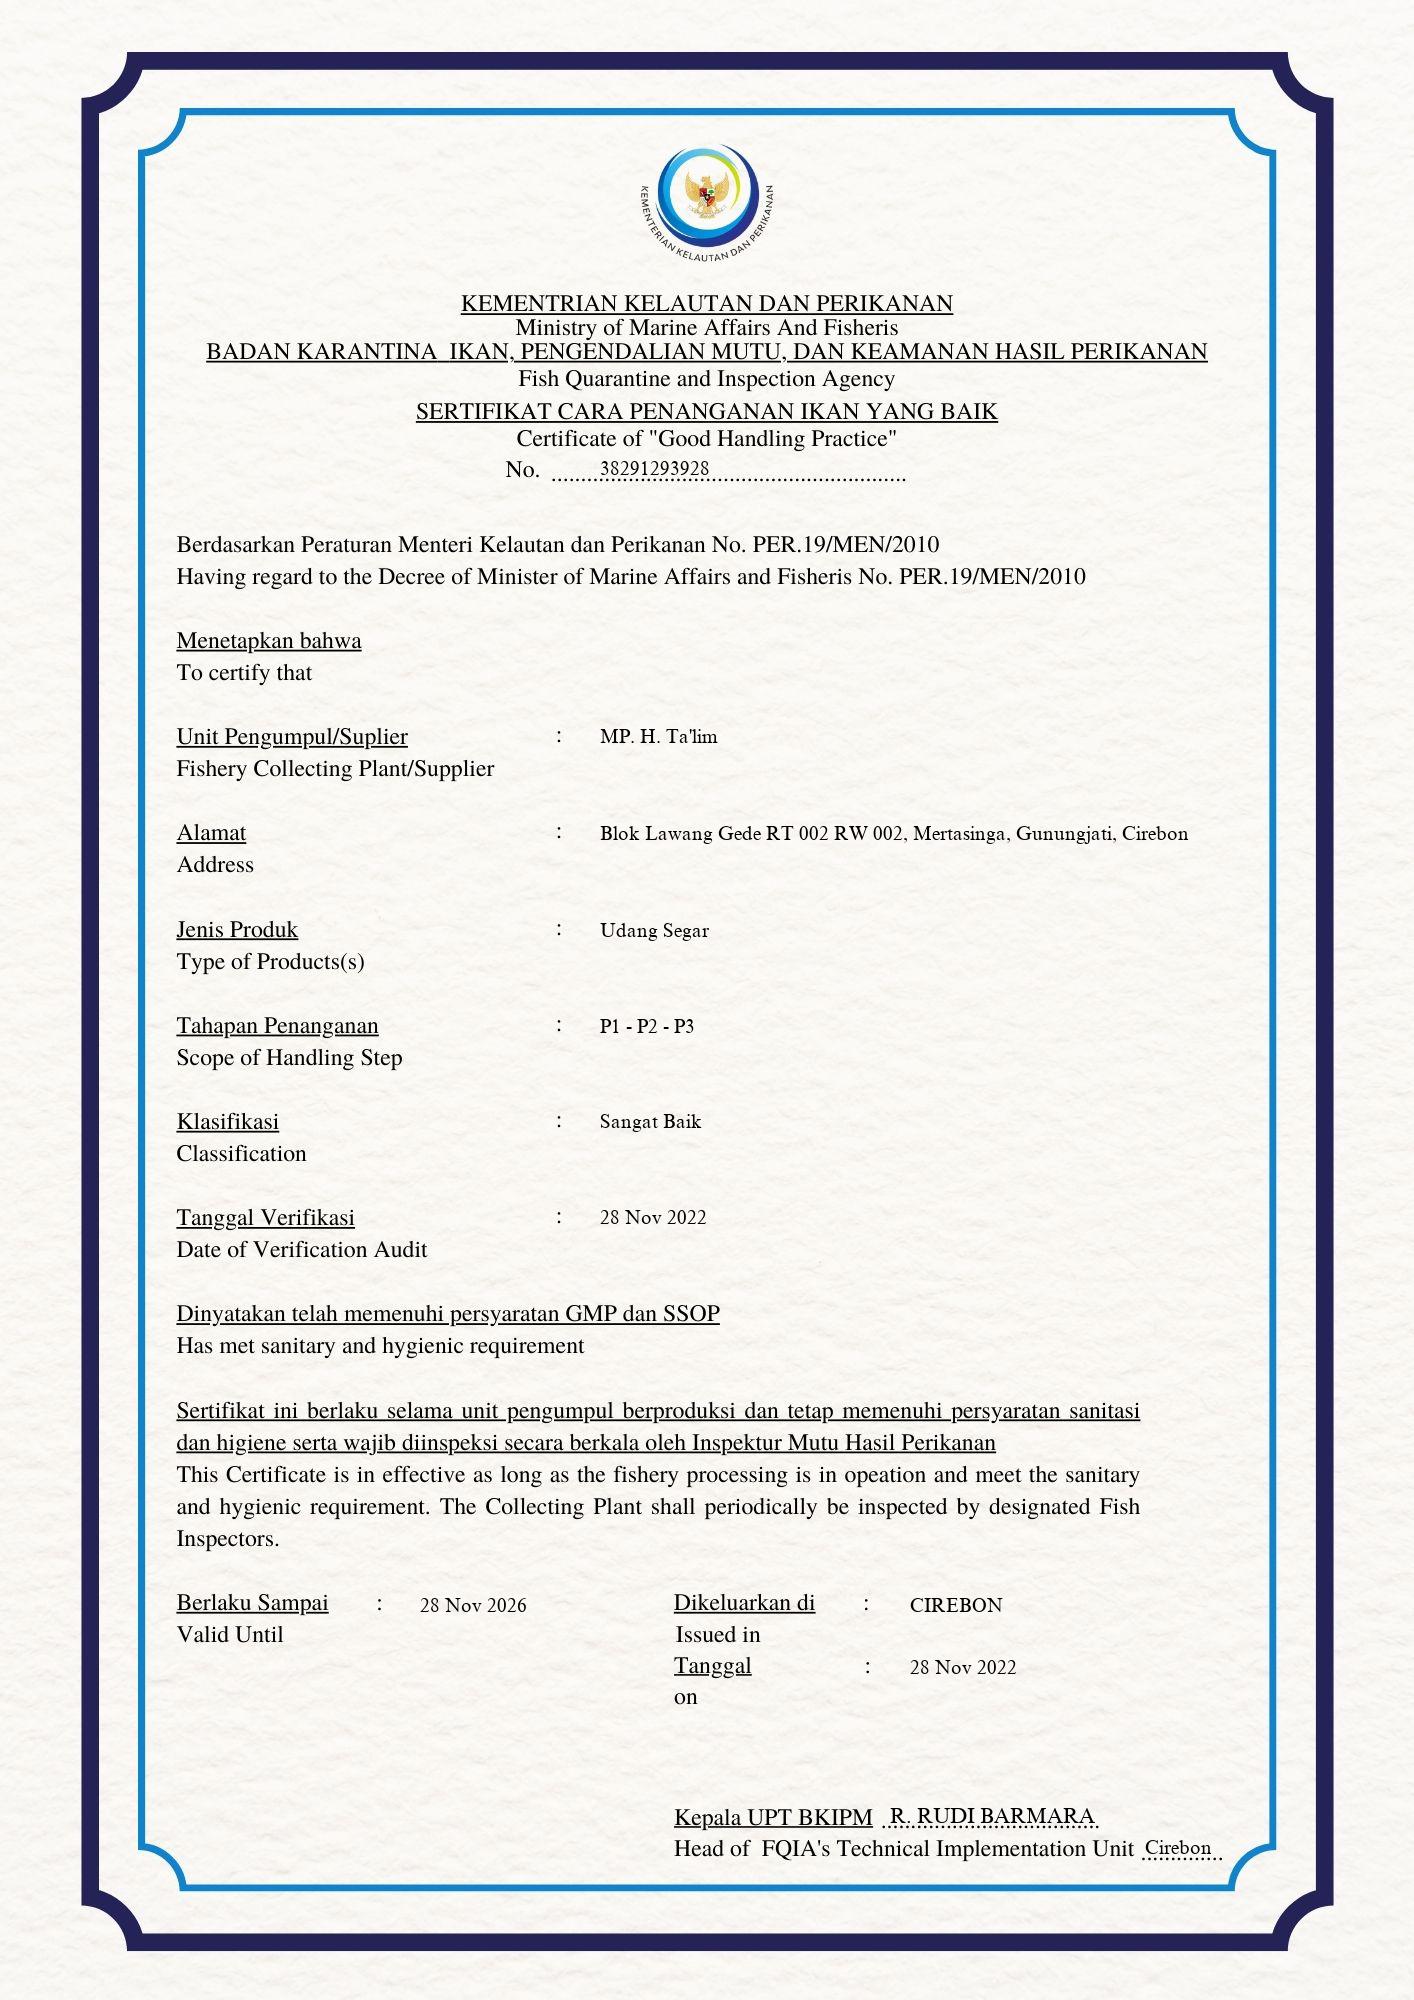 KEMENTERIAN KELAUTAN DAN PERIKANAN
KEMENTRIAN KELAUTAN DAN PERIKANAN
Ministry of Marine Affairs And Fisheris
BADAN KARANTINA IKAN, PENGENDALIAN MUTU, DAN KEAMANAN HASIL PERIKANAN
Fish Quarantine and Inspection Agency
SERTIFIKAT CARA PENANGANAN IKAN YANG BAIK
Certificate of "Good Handling Practice"
No. 38291293928
Berdasarkan Peraturan Menteri Kelautan dan Perikanan No. PER.19/MEN/2010
Having regard to the Decree of Minister of Marine Affairs and Fisheris No. PER.19/MEN/2010
Menetapkan bahwa
To certify that
Unit Pengumpul/Suplier : MP. H. Ta'lim
Fishery Collecting Plant/Supplier
Alamat : Blok Lawang Gede RT 002 RW 002, Mertasinga, Gunungjati, Cirebon
Address
Jenis Produk : Udang Segar
Type of Products(s)
Tahapan Penanganan : P1 - P2 - P3
Scope of Handling Step
Klasifikasi : Sangat Baik
Classification
Tanggal Verifikasi : 28 Nov 2022
Date of Verification Audit
Dinyatakan telah memenuhi persyaratan GMP dan SSOP
Has met sanitary and hygienic requirement
Sertifikat ini berlaku selama unit pengumpul berproduksi dan tetap memenuhi persyaratan sanitasi
dan higiene serta wajib diinspeksi secara berkala oleh Inspektur Mutu Hasil Perikanan
This Certificate is in effective as long as the fishery processing is in opeation and meet the sanitary
and hygienic requirement. The Collecting Plant shall periodically be inspected by designated Fish
Inspectors.
Berlaku Sampai : 28 Nov 2026
Valid Until
Dikeluarkan di : CIREBON
Issued in
Tanggal : 28 Nov 2022
on
Kepala UPT BKIPM R. RUDI BARMARA
Head of FQIA's Technical Implementation Unit Cirebon